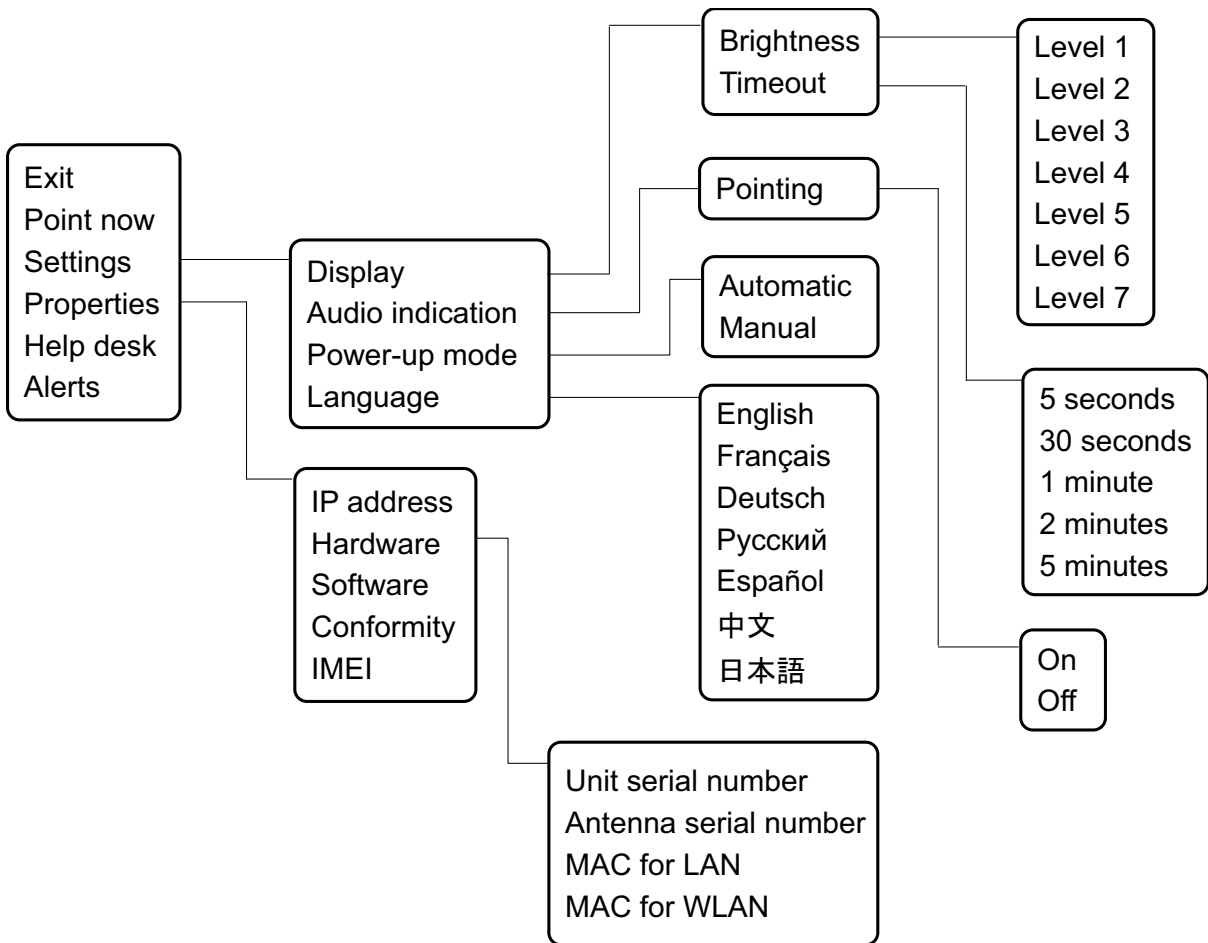 Exit
Point now
Settings
Properties
Help desk
Alerts
Display
Audio indication
Power-up mode
Language
IP address
Hardware
Software
Conformity
IMEI
Brightness
Timeout
Pointing
Automatic
Manual
English
Français
Deutsch
Русский
Español
中文
日本語
Unit serial number
Antenna serial number
MAC for LAN
MAC for WLAN
Level 1
Level 2
Level 3
Level 4
Level 5
Level 6
Level 7
5 seconds
30 seconds
1 minute
2 minutes
5 minutes
On
Off